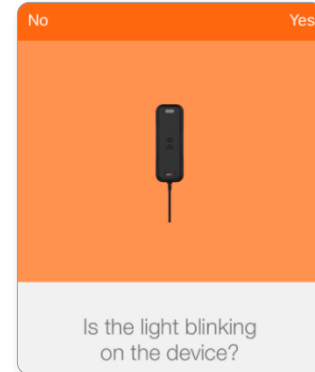 No Yes
Is the light blinking
on the device?